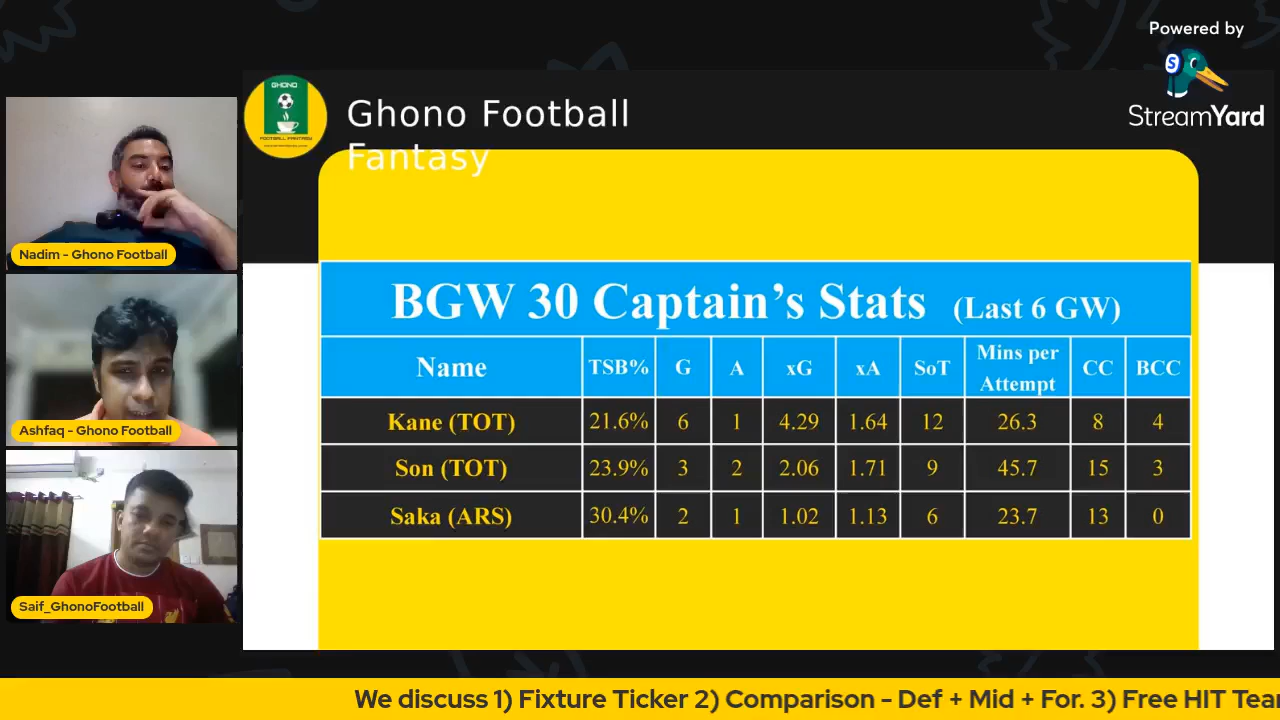 Powered by
StreamYard
GHONO
Ghono Football
Fantasy
Nadim - Ghono Football
Ashfaq - Ghono Football
Saif_GhonoFootball
BGW 30 Captain's Stats (Last 6 GW)
Name TSB% G A xG xA SoT Mins per Attempt CC BCC
Kane (TOT) 21.6% 6 1 4.29 1.64 12 26.3 8 4
Son (TOT) 23.9% 3 2 2.06 1.71 9 45.7 15 3
Saka (ARS) 30.4% 2 1 1.02 1.13 6 23.7 13 0
We discuss 1) Fixture Ticker 2) Comparison - Def + Mid + For. 3) Free HIT Tea